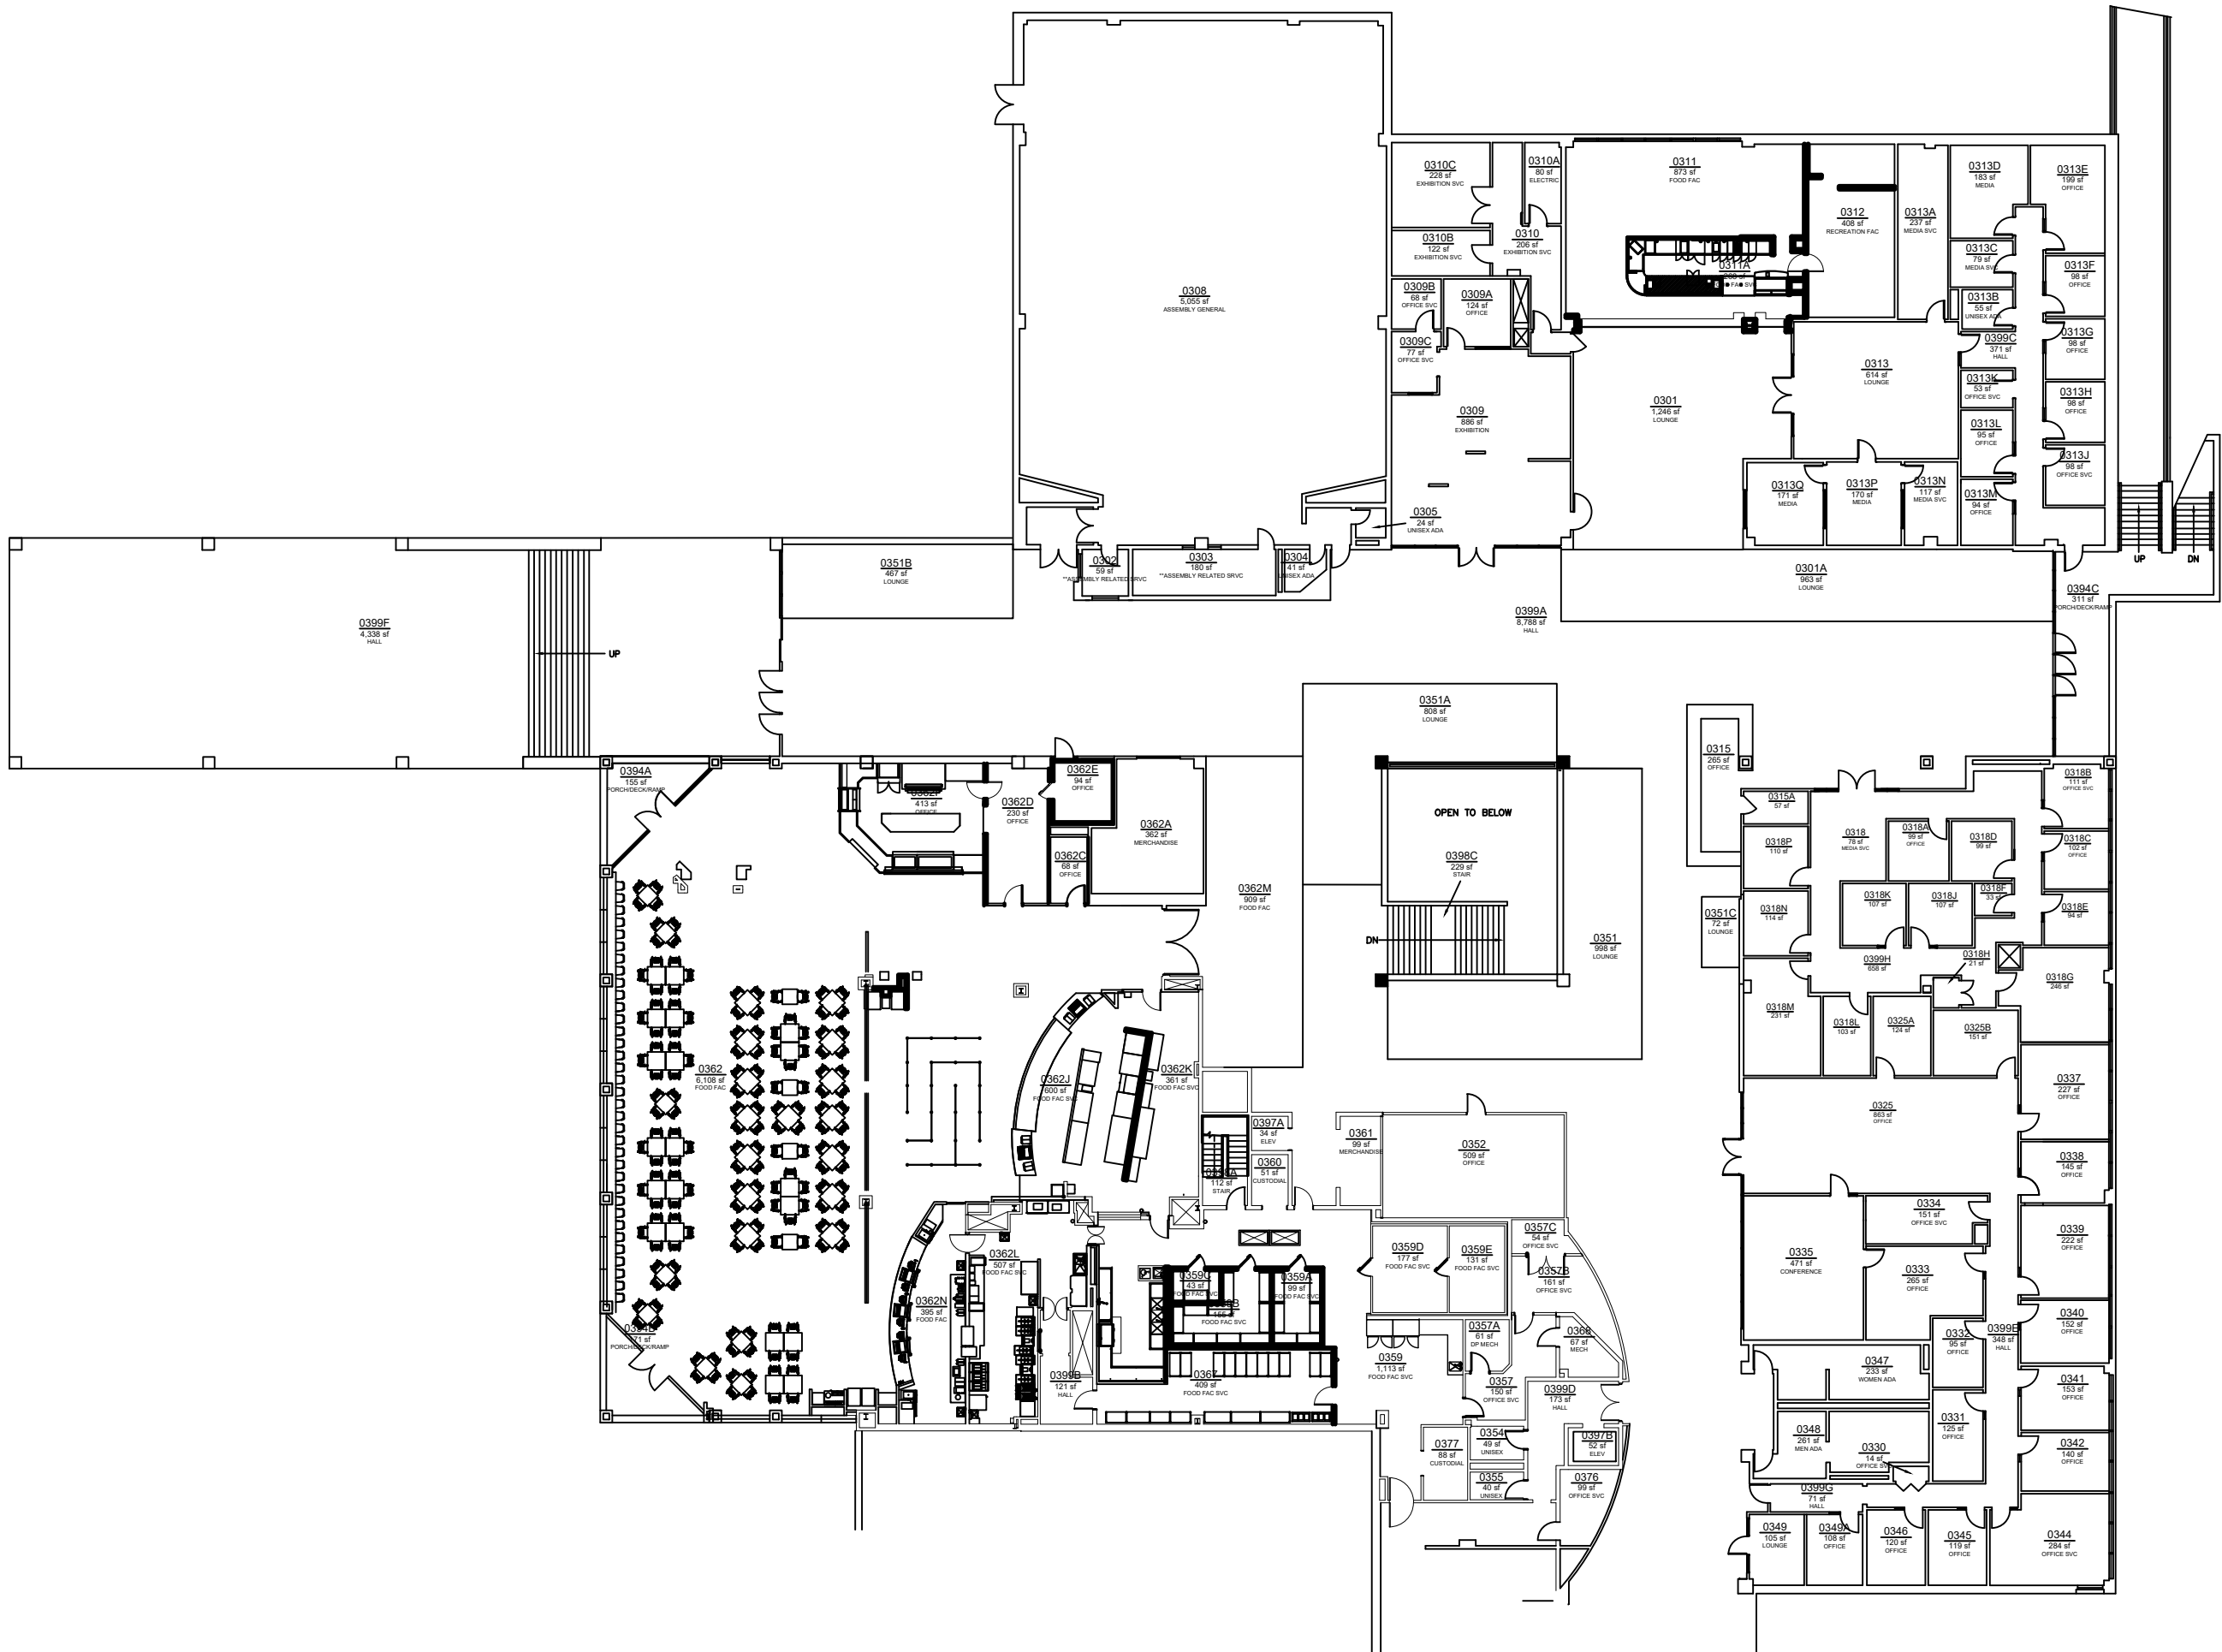 0308
5,055 sf
ASSEMBLY GENERAL
0310C
228 sf
EXHIBITION SVC
0310A
80 sf
ELECTRIC
0310B
122 sf
EXHIBITION SVC
0310
206 sf
EXHIBITION SVC
0311
873 sf
FOOD FAC
0311A
0312
408 sf
RECREATION FAC
0313A
237 sf
MEDIA SVC
0313D
183 sf
MEDIA
0313E
199 sf
OFFICE
0313C
79 sf
MEDIA SVC
0313F
98 sf
OFFICE
0313B
55 sf
UNISEX ADA
0313G
98 sf
OFFICE
0399C
371 sf
HALL
0309B
68 sf
OFFICE SVC
0309A
124 sf
OFFICE
0309C
77 sf
OFFICE SVC
0309
886 sf
EXHIBITION
0301
1,246 sf
LOUNGE
0313
614 sf
LOUNGE
0313K
53 sf
OFFICE SVC
0313H
98 sf
OFFICE
0313L
95 sf
OFFICE
0313J
98 sf
OFFICE SVC
0313Q
171 sf
MEDIA
0313P
170 sf
MEDIA
0313N
117 sf
MEDIA SVC
0313M
94 sf
OFFICE
0305
24 sf
UNISEX ADA
UP
DN
0302
59 sf
**ASSEMBLY RELATED SRVC
0303
180 sf
**ASSEMBLY RELATED SRVC
0304
41 sf
UNISEX ADA
0351B
467 sf
LOUNGE
0301A
963 sf
LOUNGE
0394C
311 sf
PORCH/DECK/RAMP
0399A
8,788 sf
HALL
0399F
4,338 sf
HALL
UP
0351A
808 sf
LOUNGE
0315
265 sf
OFFICE
0394A
155 sf
PORCH/DECK/RAMP
413 sf
OFFICE
0362D
230 sf
OFFICE
0362E
94 sf
OFFICE
0362A
362 sf
MERCHANDISE
0362C
68 sf
OFFICE
0362M
909 sf
FOOD FAC
OPEN TO BELOW
0398C
229 sf
STAIR
DN
0351
998 sf
LOUNGE
0351C
72 sf
LOUNGE
0315A
57 sf
0318P
110 sf
0318
78 sf
MEDIA SVC
0318A
99 sf
OFFICE
0318D
99 sf
0318B
111 sf
OFFICE SVC
0318C
102 sf
OFFICE
0318K
107 sf
0318J
107 sf
0318F
33 sf
0318E
94 sf
0318N
114 sf
0399H
658 sf
0318H
21 sf
0318G
246 sf
0318M
231 sf
0318L
103 sf
0325A
124 sf
0325B
151 sf
0362
6,108 sf
FOOD FAC
0362J
600 sf
FOOD FAC SVC
0362K
361 sf
FOOD FAC SVC
0325
863 sf
OFFICE
0337
227 sf
OFFICE
0397A
34 sf
ELEV
0361
99 sf
MERCHANDISE
0352
509 sf
OFFICE
0398A
112 sf
STAIR
0360
51 sf
CUSTODIAL
0338
145 sf
OFFICE
0334
151 sf
OFFICE SVC
0339
222 sf
OFFICE
0335
471 sf
CONFERENCE
0333
265 sf
OFFICE
0362L
507 sf
FOOD FAC SVC
0362N
395 sf
FOOD FAC
0359C
43 sf
FOOD FAC SVC
FOOD FAC SVC
0359A
99 sf
FOOD FAC SVC
0359D
177 sf
FOOD FAC SVC
0359E
131 sf
FOOD FAC SVC
0357C
54 sf
OFFICE SVC
0357B
161 sf
OFFICE SVC
0357A
61 sf
DP MECH
0368
67 sf
MECH
PORCH/DECK/RAMP
0399B
121 sf
HALL
0367
409 sf
FOOD FAC SVC
0359
1,113 sf
FOOD FAC SVC
0357
150 sf
OFFICE SVC
0399D
173 sf
HALL
0377
88 sf
CUSTODIAL
0354
49 sf
UNISEX
0397B
52 sf
ELEV
0355
40 sf
UNISEX
0376
99 sf
OFFICE SVC
0332
95 sf
OFFICE
0399E
348 sf
HALL
0340
152 sf
OFFICE
0347
233 sf
WOMEN ADA
0341
153 sf
OFFICE
0331
125 sf
OFFICE
0348
261 sf
MEN ADA
0330
14 sf
OFFICE SVC
0342
140 sf
OFFICE
0399G
71 sf
HALL
0349
105 sf
LOUNGE
0349A
108 sf
OFFICE
0346
120 sf
OFFICE
0345
119 sf
OFFICE
0344
284 sf
OFFICE SVC